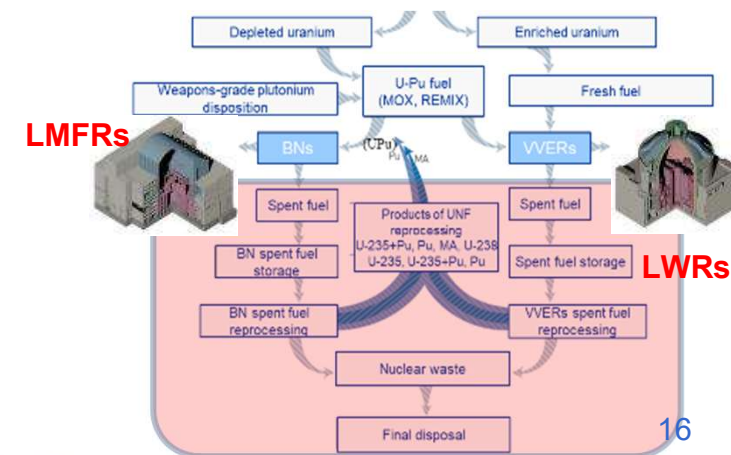 Depleted uranium
Enriched uranium
U-Pu fuel
(MOX, REMIX)
Weapons-grade plutonium
disposition
Fresh fuel
LMFRs
BNs
(UPu)
Pu
MA
VVERs
Spent fuel
Products of UNF
reprocessing
U-235+Pu, Pu, MA, U-238
U-235, U-235+Pu, Pu
Spent fuel
BN spent fuel
storage
Spent fuel storage
LWRs
BN spent fuel
reprocessing
VVERs spent fuel
reprocessing
Nuclear waste
Final disposal
16